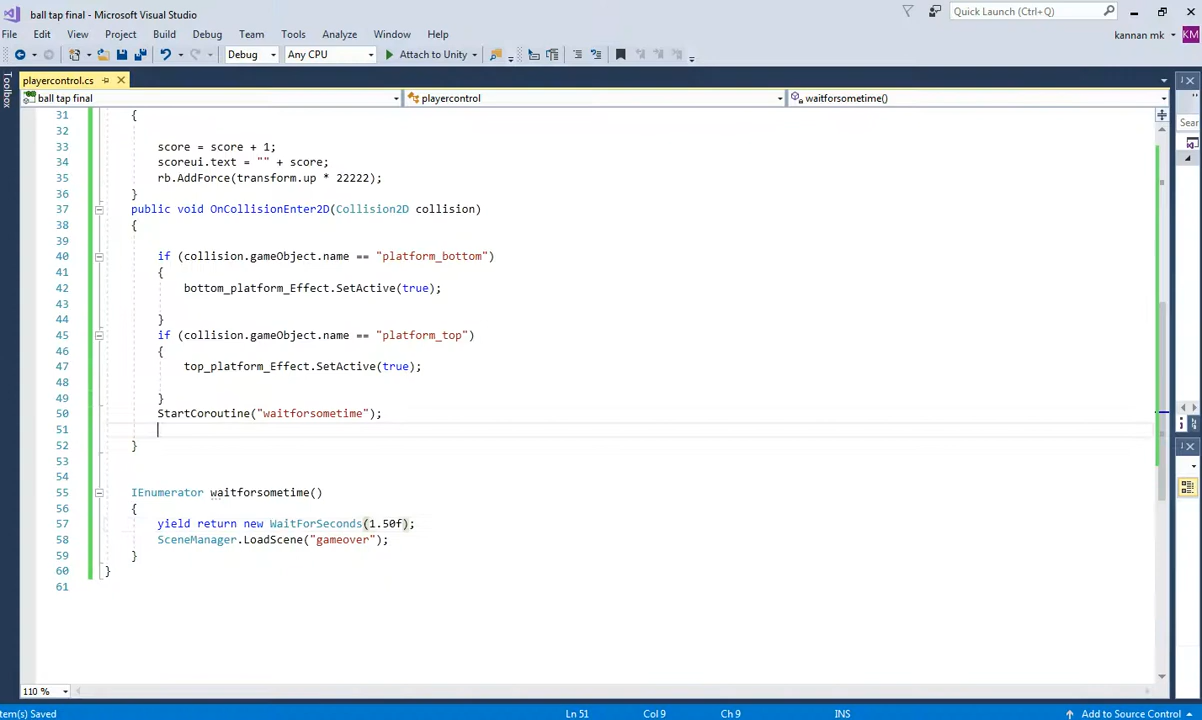 ball tap final - Microsoft Visual Studio
Quick Launch (Ctrl+Q)
File Edit View Project Build Debug Team Tools Analyze Window Help
kannan mk KM
Debug Any CPU Attach to Unity
Toolbox
playercontrol.cs
ball tap final playercontrol waitforsometime()
Sear
31 {
32
33 score = score + 1;
34 scoreui.text = "" + score;
35 rb.AddForce(transform.up * 22222);
36 }
37 public void OnCollisionEnter2D(Collision2D collision)
38 {
39
40 if (collision.gameObject.name == "platform_bottom")
41 {
42 bottom_platform_Effect.SetActive(true);
43
44 }
45 if (collision.gameObject.name == "platform_top")
46 {
47 top_platform_Effect.SetActive(true);
48
49 }
50 StartCoroutine("waitforsometime");
51
52 }
53
54
55 IEnumerator waitforsometime()
56 {
57 yield return new WaitForSeconds(1.50f);
58 SceneManager.LoadScene("gameover");
59 }
60 }
61
110 %
tem(s) Saved Ln 51 Col 9 Ch 9 INS Add to Source Control